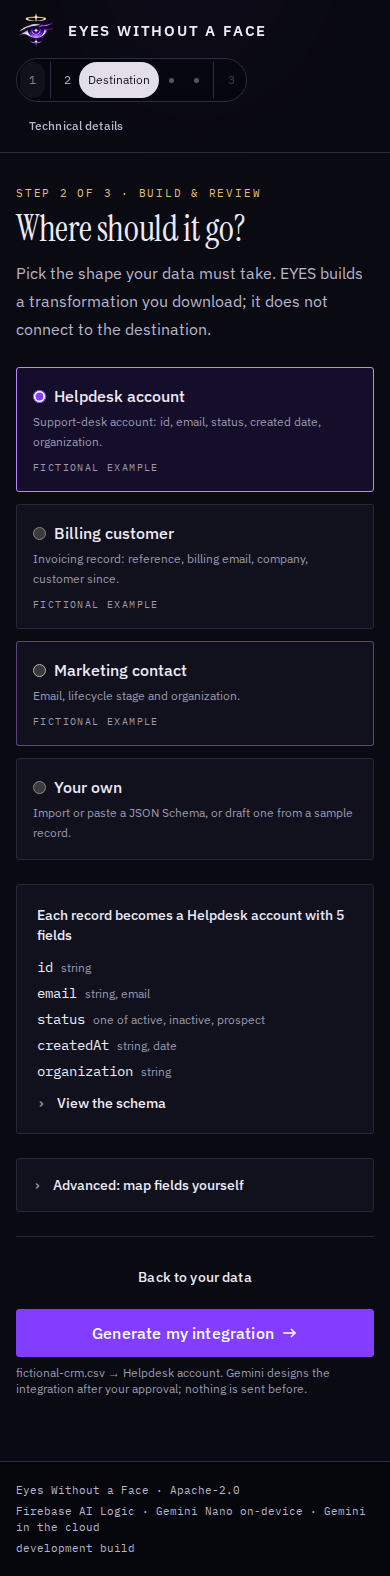 EYES WITHOUT A FACE
1 2 Destination 3
Technical details
STEP 2 OF 3 · BUILD & REVIEW
Where should it go?
Pick the shape your data must take. EYES builds
a transformation you download; it does not
connect to the destination.
Helpdesk account
Support-desk account: id, email, status, created date,
organization.
FICTIONAL EXAMPLE
Billing customer
Invoicing record: reference, billing email, company,
customer since.
FICTIONAL EXAMPLE
Marketing contact
Email, lifecycle stage and organization.
FICTIONAL EXAMPLE
Your own
Import or paste a JSON Schema, or draft one from a sample
record.
Each record becomes a Helpdesk account with 5
fields
id string
email string, email
status one of active, inactive, prospect
createdAt string, date
organization string
› View the schema
› Advanced: map fields yourself
Back to your data
Generate my integration →
fictional-crm.csv → Helpdesk account. Gemini designs the
integration after your approval; nothing is sent before.
Eyes Without a Face · Apache-2.0
Firebase AI Logic · Gemini Nano on-device · Gemini
in the cloud
development build